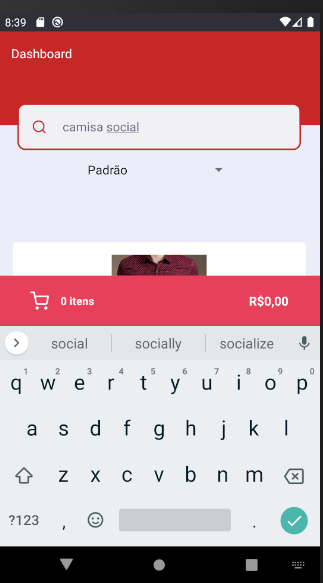 8:39
Dashboard
camisa social
Padrão
0 itens R$0,00
social socially socialize
1 2 3 4 5 6 7 8 9 0
q w e r t y u i o p
a s d f g h j k l
z x c v b n m
?123 , .